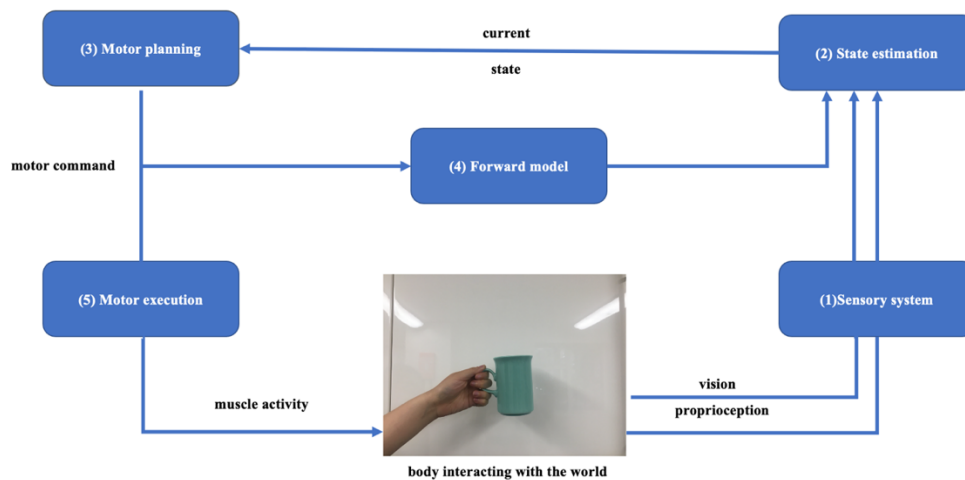 (3) Motor planning
current
state
(2) State estimation
motor command
(4) Forward model
(5) Motor execution
(1)Sensory system
muscle activity
vision
proprioception
body interacting with the world